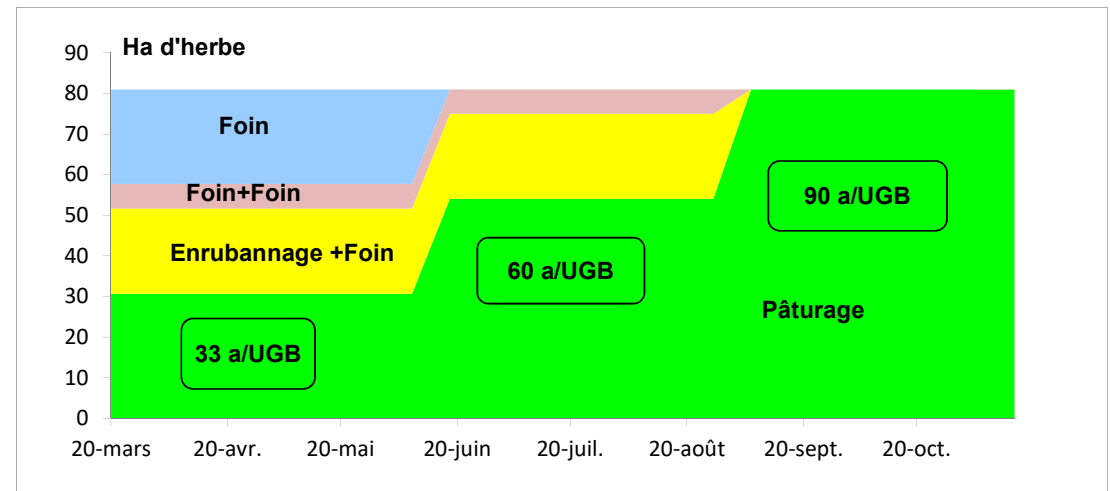 Ha d'herbe
90
80
70
60
50
40
30
20
10
0
Foin
Foin+Foin
Enrubannage +Foin
33 a/UGB
60 a/UGB
90 a/UGB
Pâturage
20-mars 20-avr. 20-mai 20-juin 20-juil. 20-août 20-sept. 20-oct.